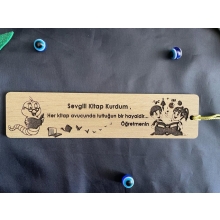 Sevgili Kitap Kurdum ,
Her kitap avucunda tuttuğun bir hayaldir..
Öğretmenin